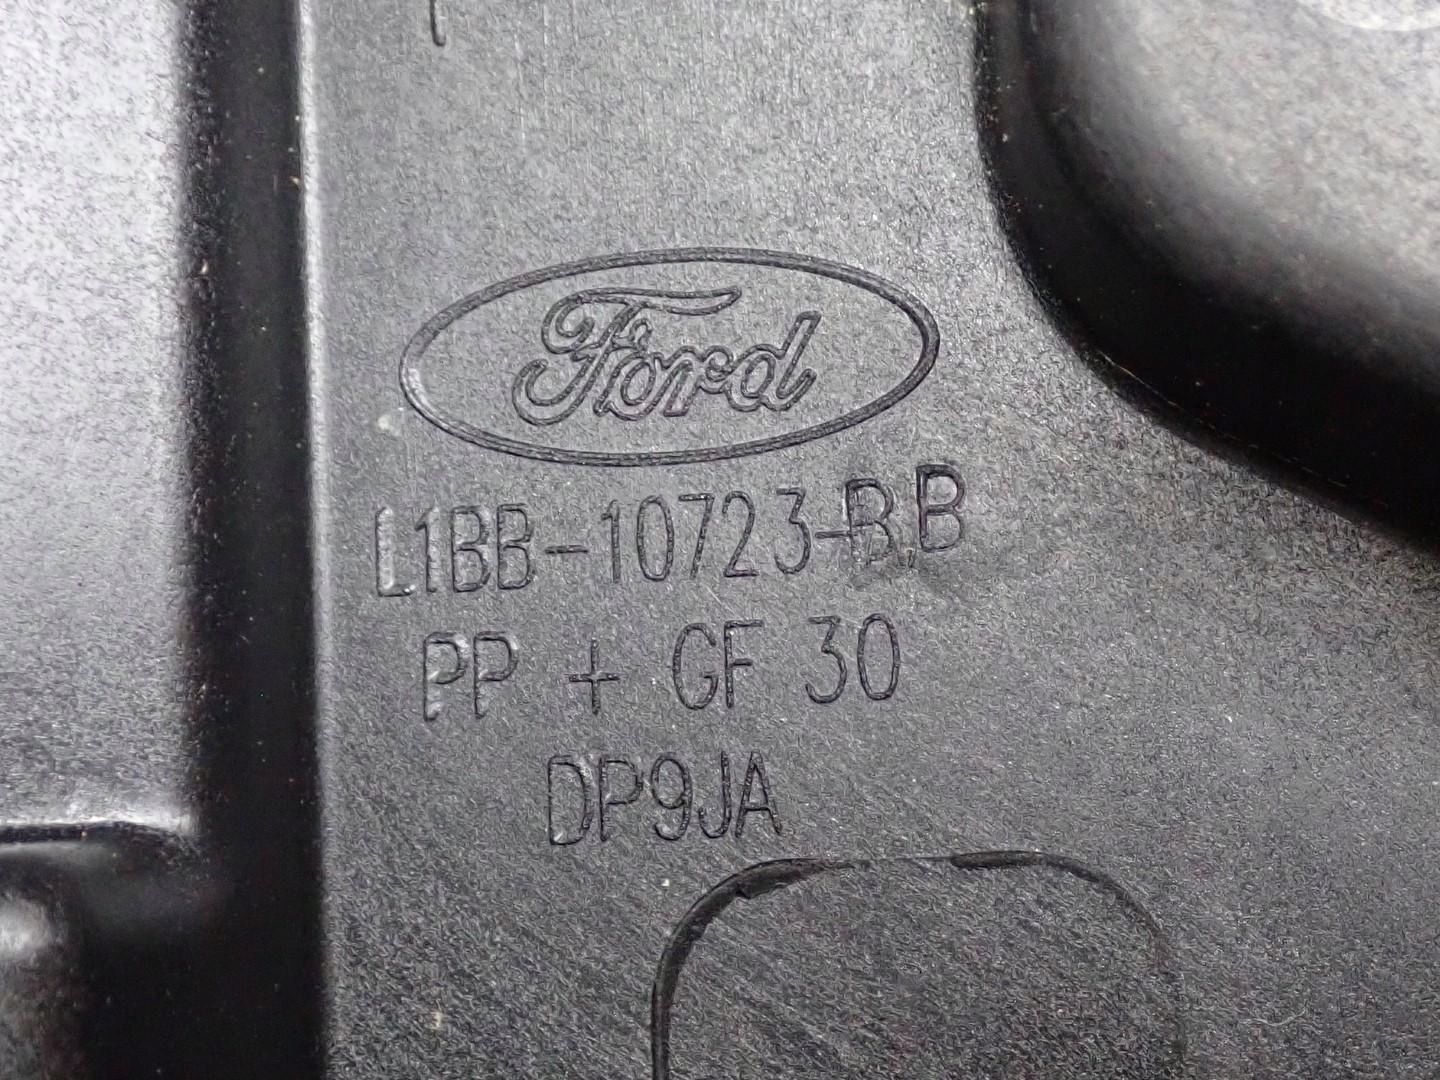 Ford
L1BB-10723-BB
PP + GF 30
DP9JA